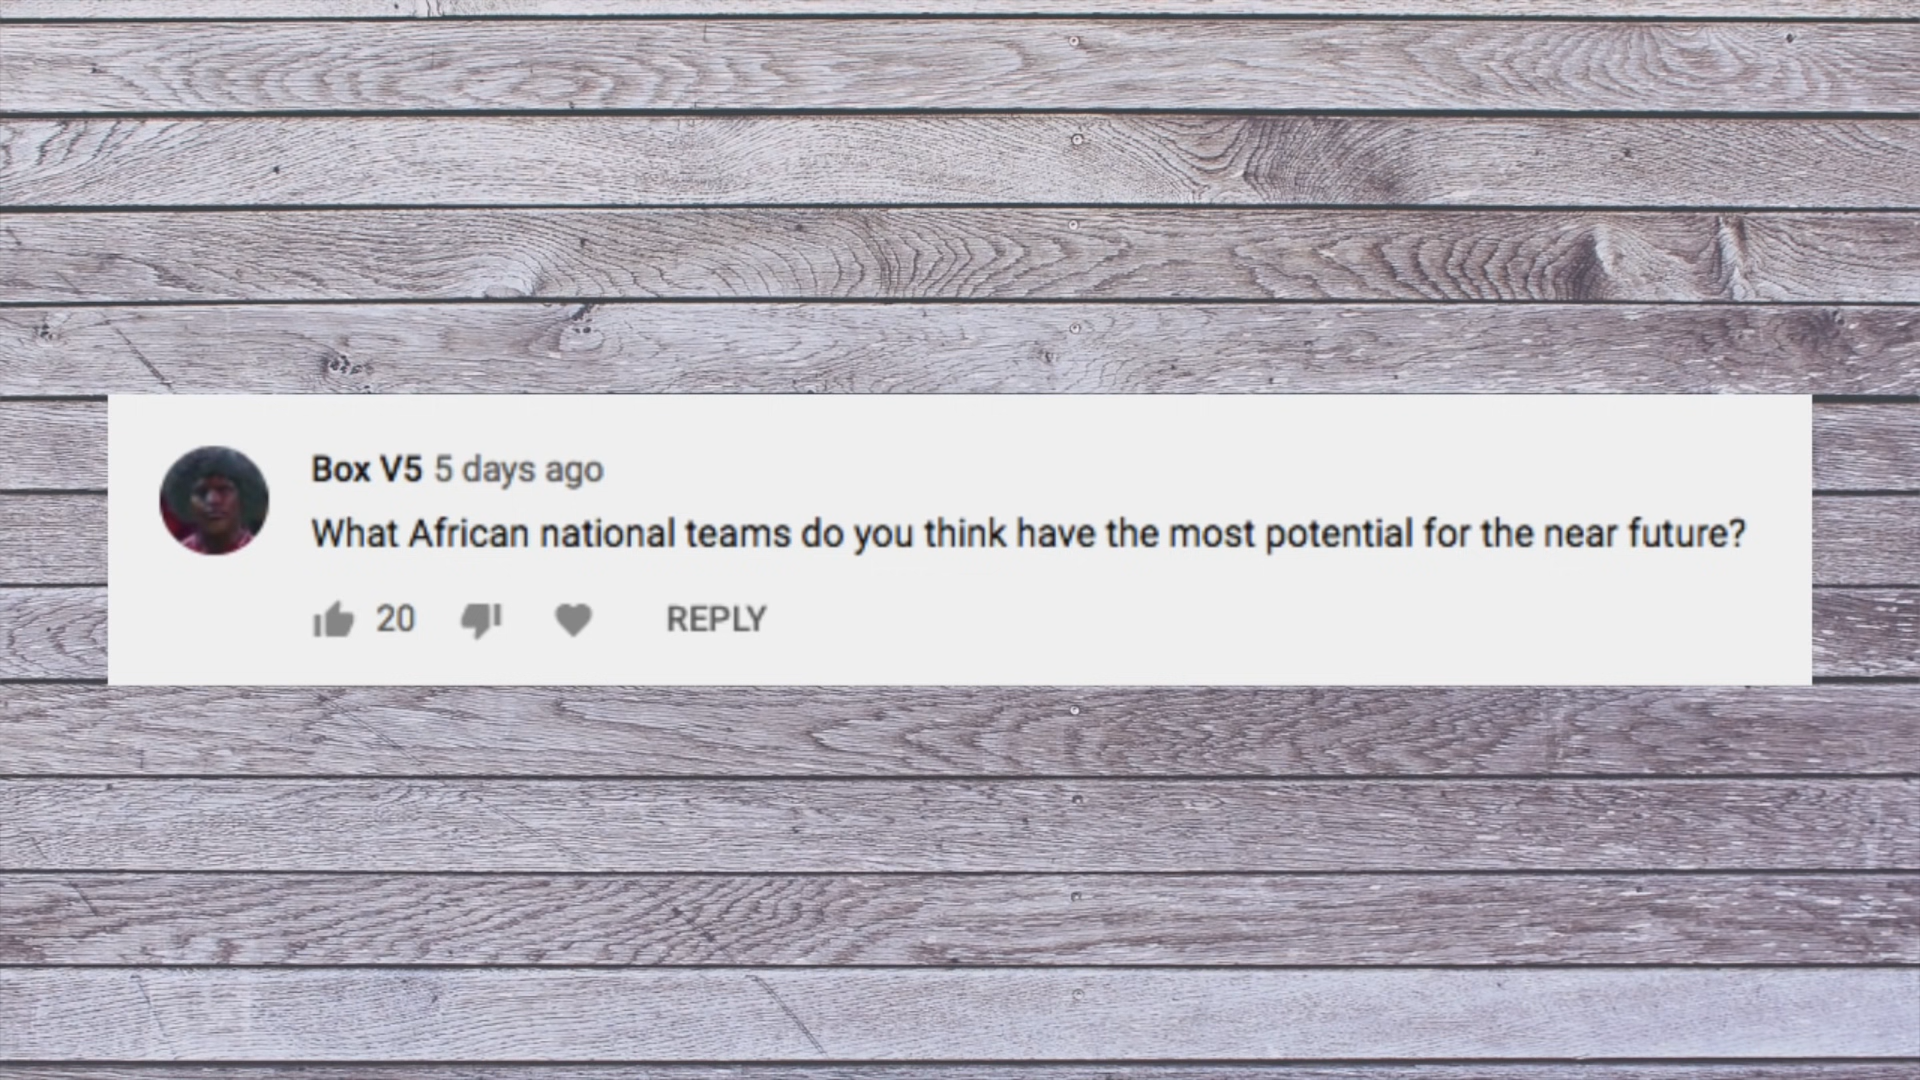 Box V5 5 days ago
What African national teams do you think have the most potential for the near future?
20 REPLY